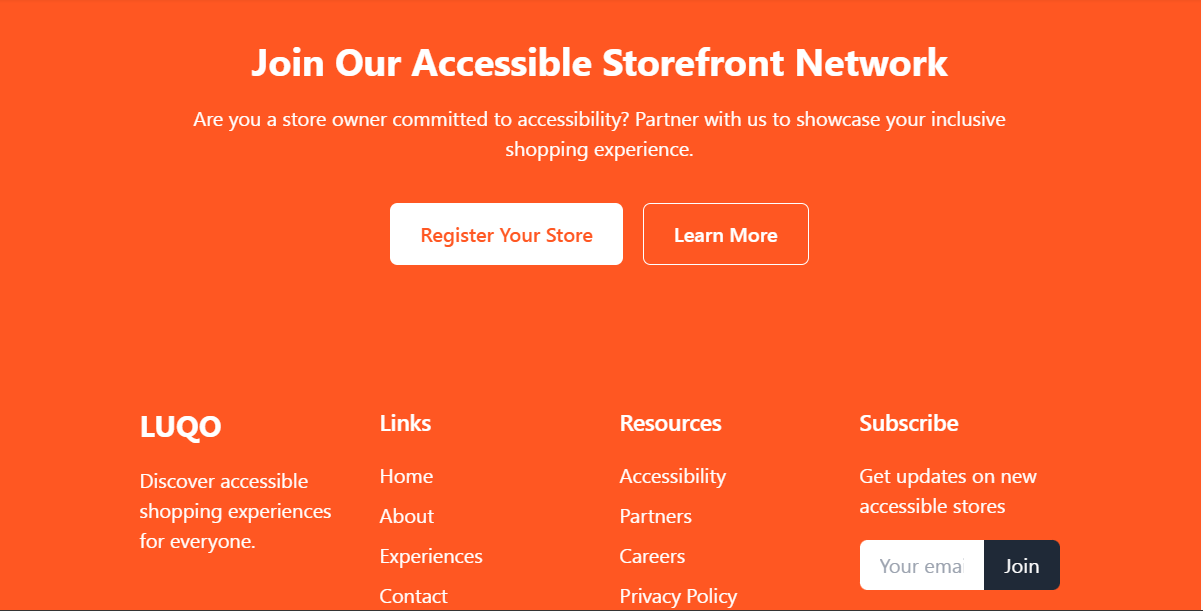 Join Our Accessible Storefront Network
Are you a store owner committed to accessibility? Partner with us to showcase your inclusive
shopping experience.
Register Your Store
Learn More
LUQO
Discover accessible
shopping experiences
for everyone.
Links
Home
About
Experiences
Contact
Resources
Accessibility
Partners
Careers
Privacy Policy
Subscribe
Get updates on new
accessible stores
Your emai
Join